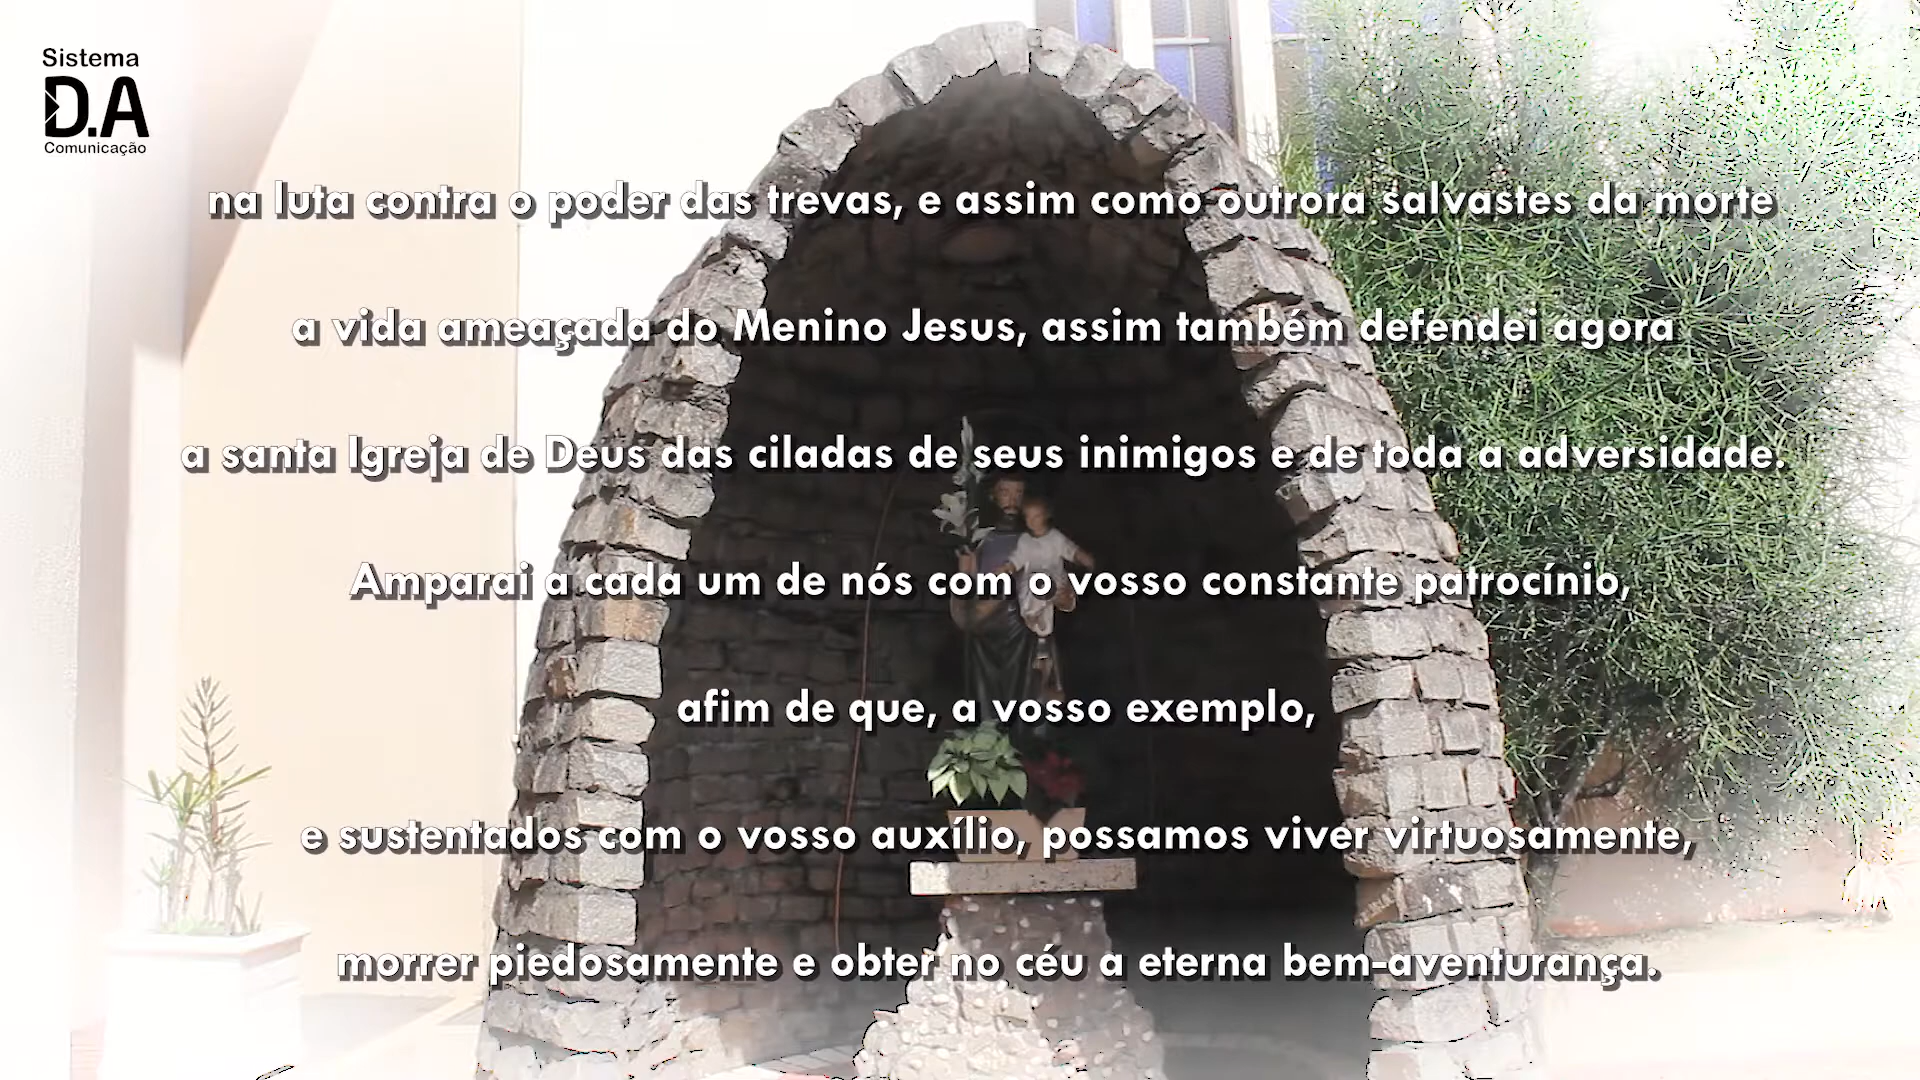 Sistema
D.A
Comunicação
na luta contra o poder das trevas, e assim como outrora salvastes da morte
a vida ameaçada do Menino Jesus, assim também defendei agora
a santa Igreja de Deus das ciladas de seus inimigos e de toda a adversidade.
Amparai a cada um de nós com o vosso constante patrocínio,
afim de que, a vosso exemplo,
e sustentados com o vosso auxílio, possamos viver virtuosamente,
morrer piedosamente e obter no céu a eterna bem-aventurança.